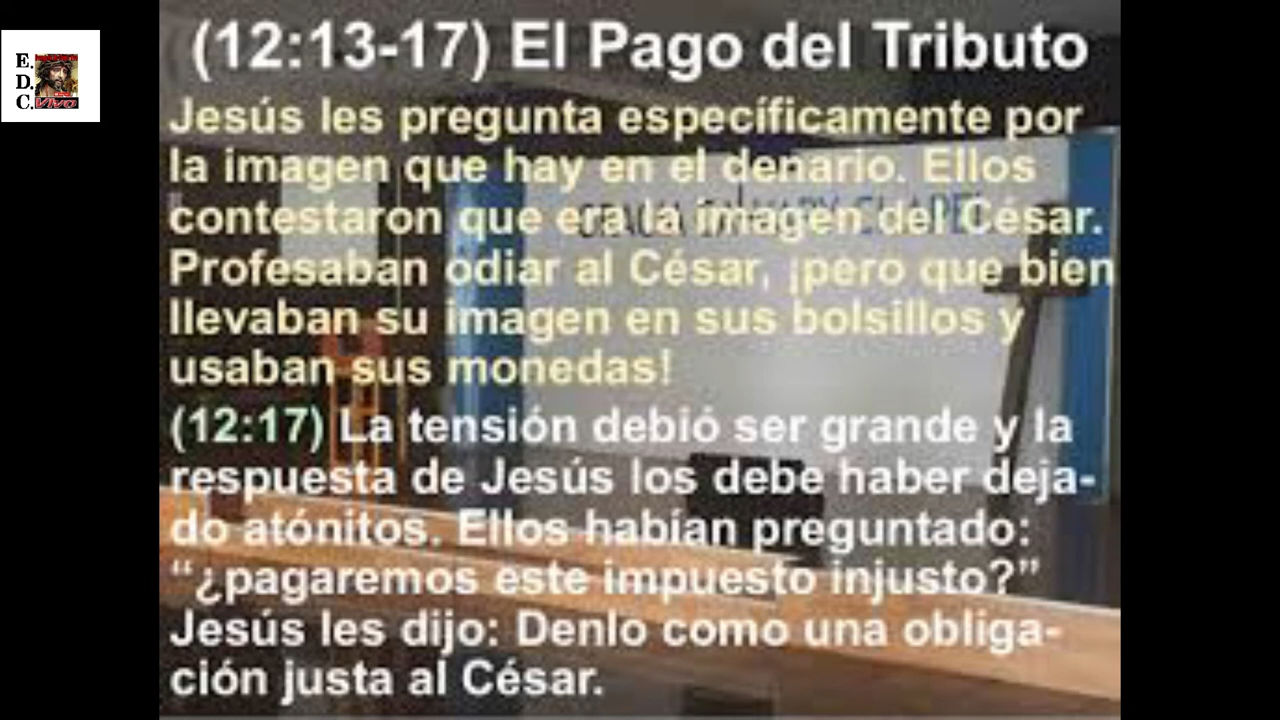 E.
D.
C. Vivo
(12:13-17) El Pago del Tributo
Jesús les pregunta específicamente por
la imagen que hay en el denario. Ellos
contestaron que era la imagen del César.
Profesaban odiar al César, ¡pero que bien
llevaban su imagen en sus bolsillos y
usaban sus monedas!
(12:17) La tensión debió ser grande y la
respuesta de Jesús los debe haber deja-
do atónitos. Ellos habían preguntado:
“¿pagaremos este impuesto injusto?”
Jesús les dijo: Denlo como una obliga-
ción justa al César.